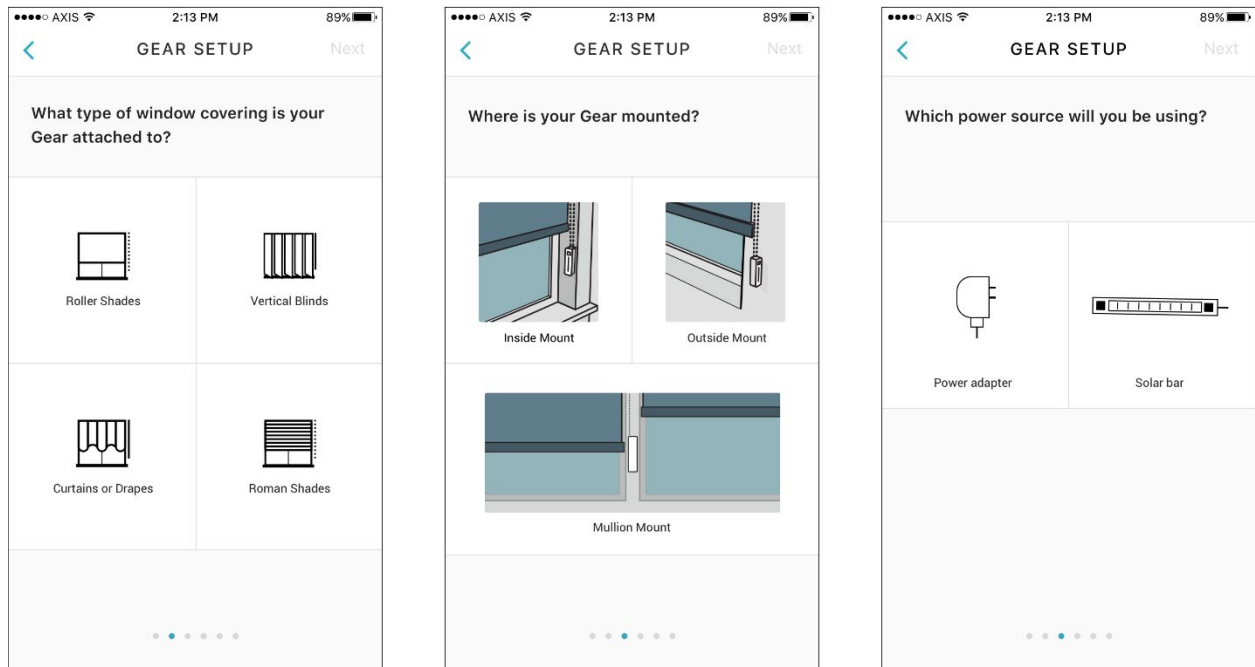 AXIS 2:13 PM 89%
GEAR SETUP Next
What type of window covering is your
Gear attached to?
Roller Shades Vertical Blinds
Curtains or Drapes Roman Shades
AXIS 2:13 PM 89%
GEAR SETUP Next
Where is your Gear mounted?
Inside Mount Outside Mount
Mullion Mount
AXIS 2:13 PM 89%
GEAR SETUP Next
Which power source will you be using?
Power adapter Solar bar